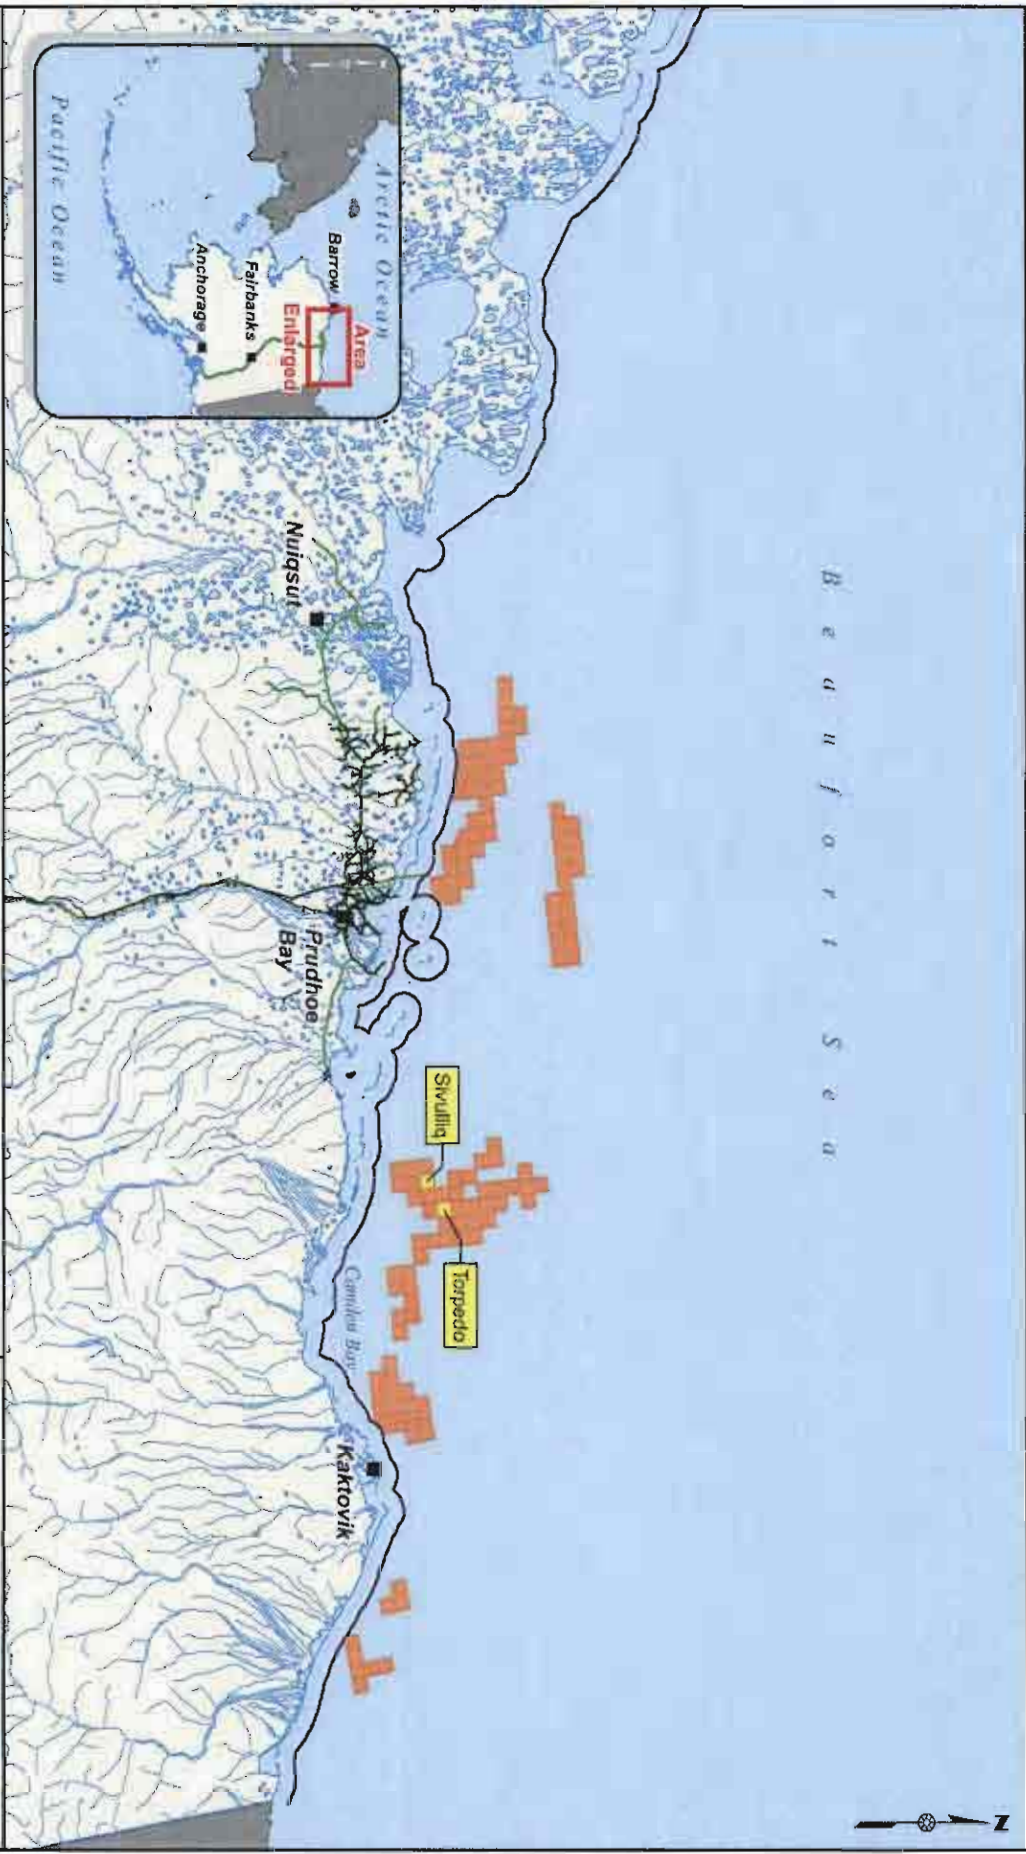 Beaufort Sea
N
Sivulliq
Torpedo
Camden Bay
Kaktovik
Prudhoe
Bay
Nuiqsut
Arctic Ocean
Barrow
Area
Enlarged
Fairbanks
Anchorage
Pacific Ocean